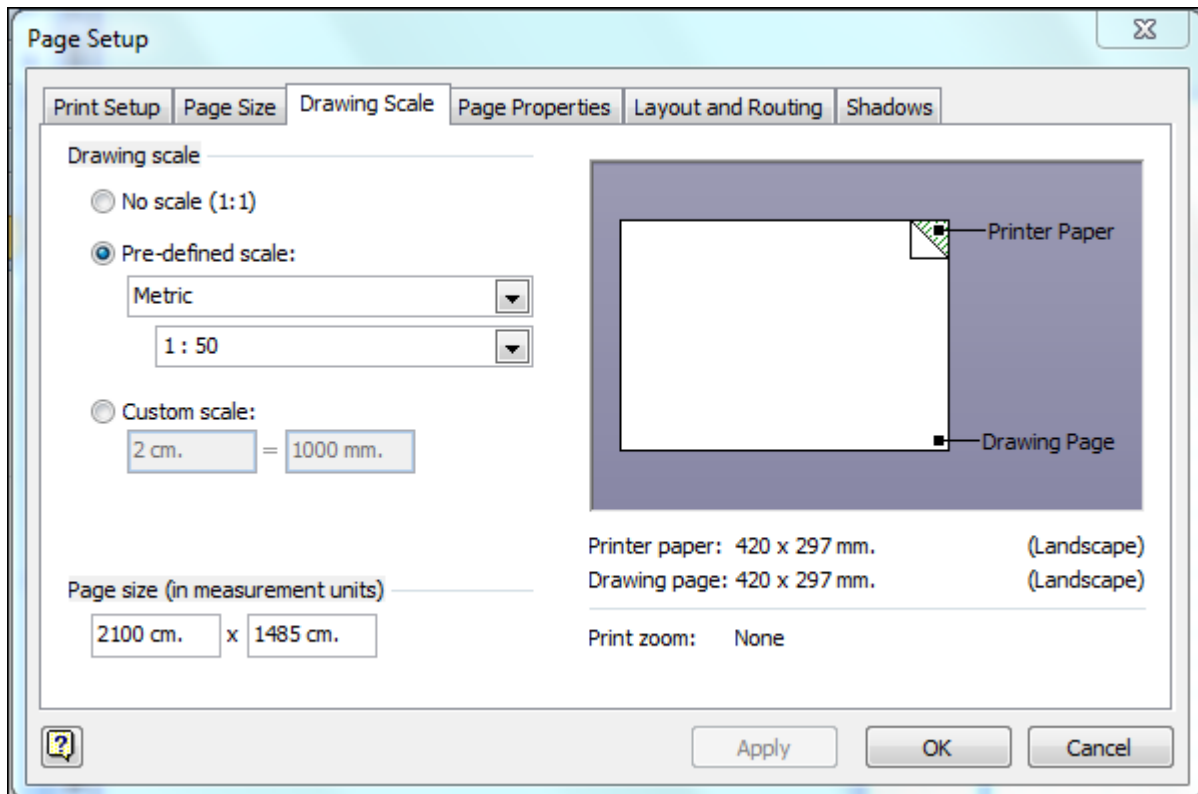 Page Setup
Print Setup Page Size Drawing Scale Page Properties Layout and Routing Shadows
Drawing scale
No scale (1:1)
Pre-defined scale:
Metric
1 : 50
Custom scale:
2 cm. = 1000 mm.
Page size (in measurement units)
2100 cm. x 1485 cm.
Printer Paper
Drawing Page
Printer paper: 420 x 297 mm. (Landscape)
Drawing page: 420 x 297 mm. (Landscape)
Print zoom: None
?
Apply OK Cancel